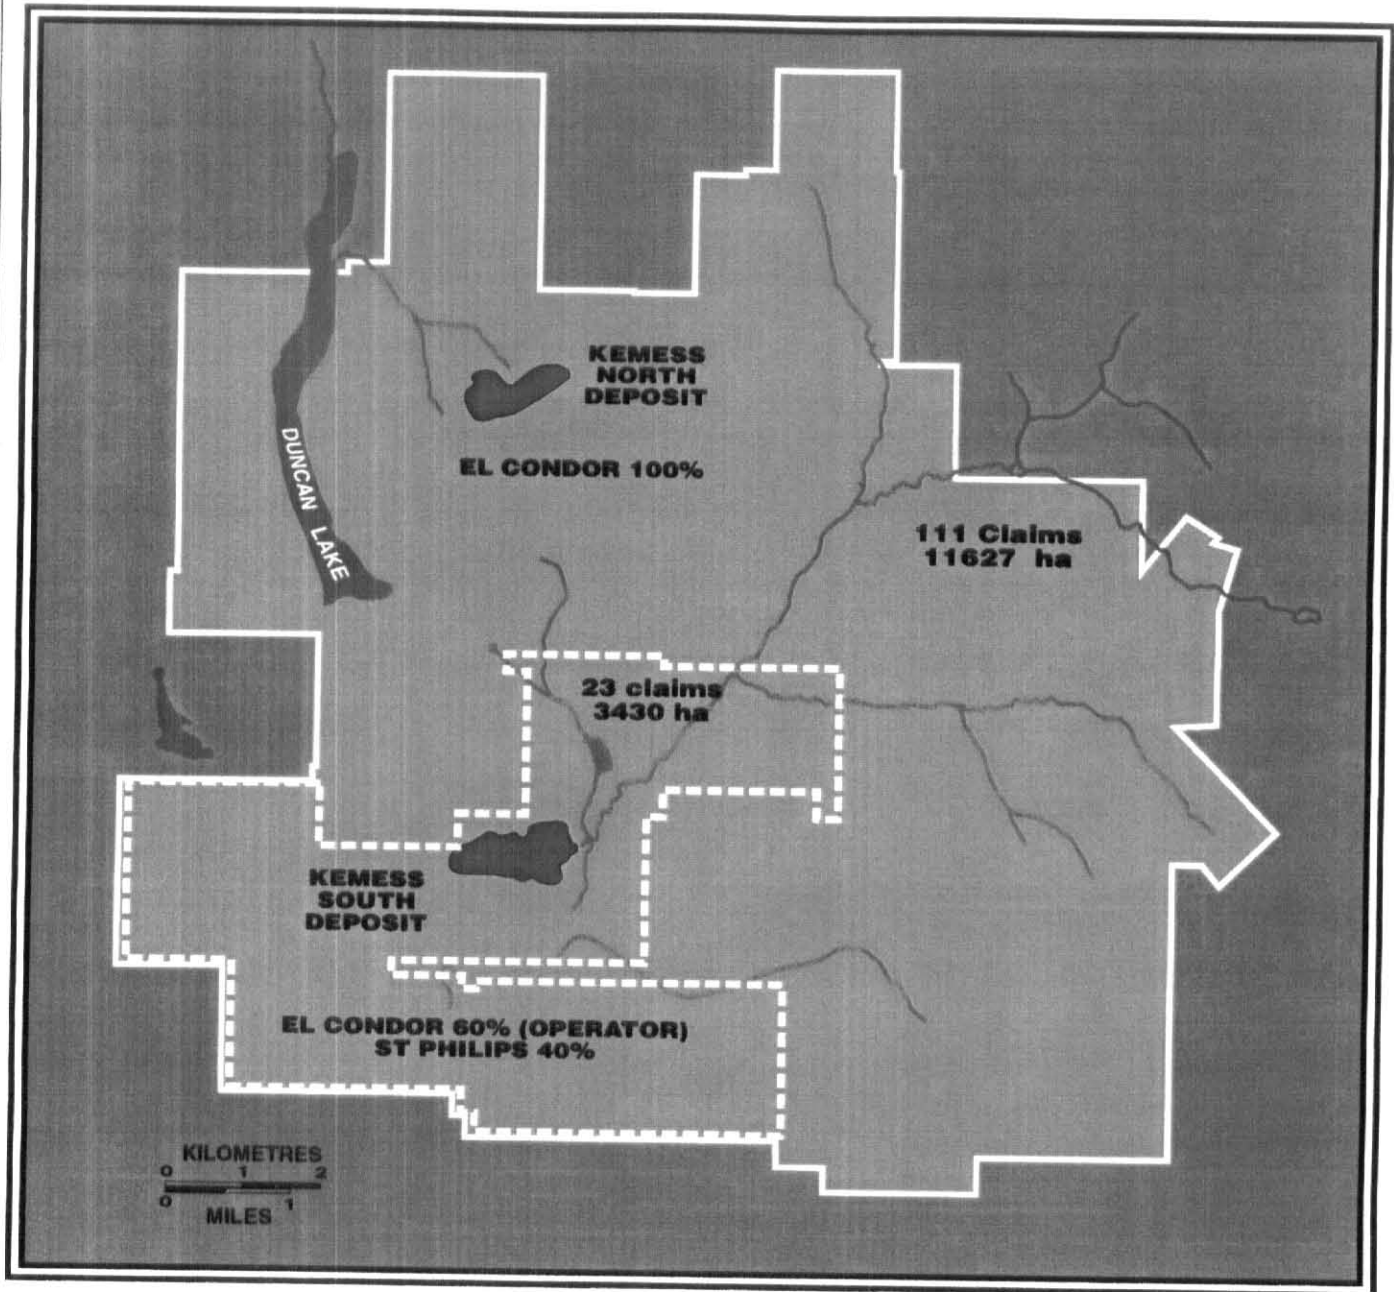 KEMESS
NORTH
DEPOSIT
EL CONDOR 100%
DUNCAN LAKE
111 Claims
11627 ha
23 claims
3430 ha
KEMESS
SOUTH
DEPOSIT
EL CONDOR 60% (OPERATOR)
ST PHILIPS 40%
KILOMETRES
0 1 2
0 1
MILES